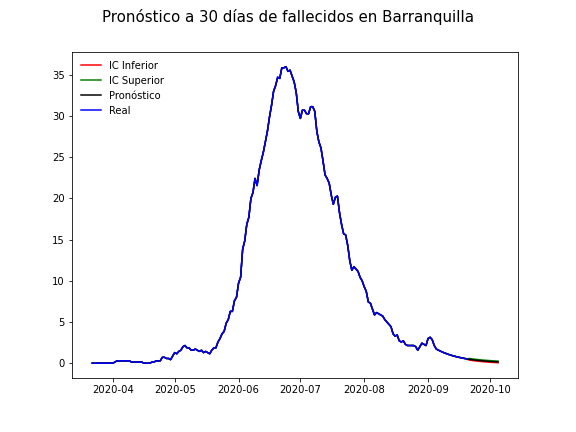 Pronóstico a 30 días de fallecidos en Barranquilla
IC Inferior
IC Superior
Pronóstico
Real
35
30
25
20
15
10
5
0
2020-04 2020-05 2020-06 2020-07 2020-08 2020-09 2020-10